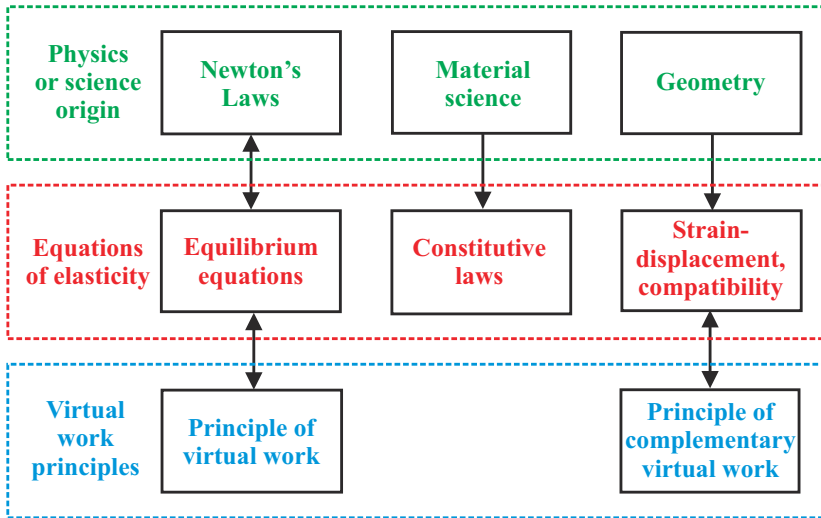 Physics
or science
origin
Newton's
Laws
Material
science
Geometry
Equations
of elasticity
Equilibrium
equations
Constitutive
laws
Strain-
displacement,
compatibility
Virtual
work
principles
Principle of
virtual work
Principle of
complementary
virtual work